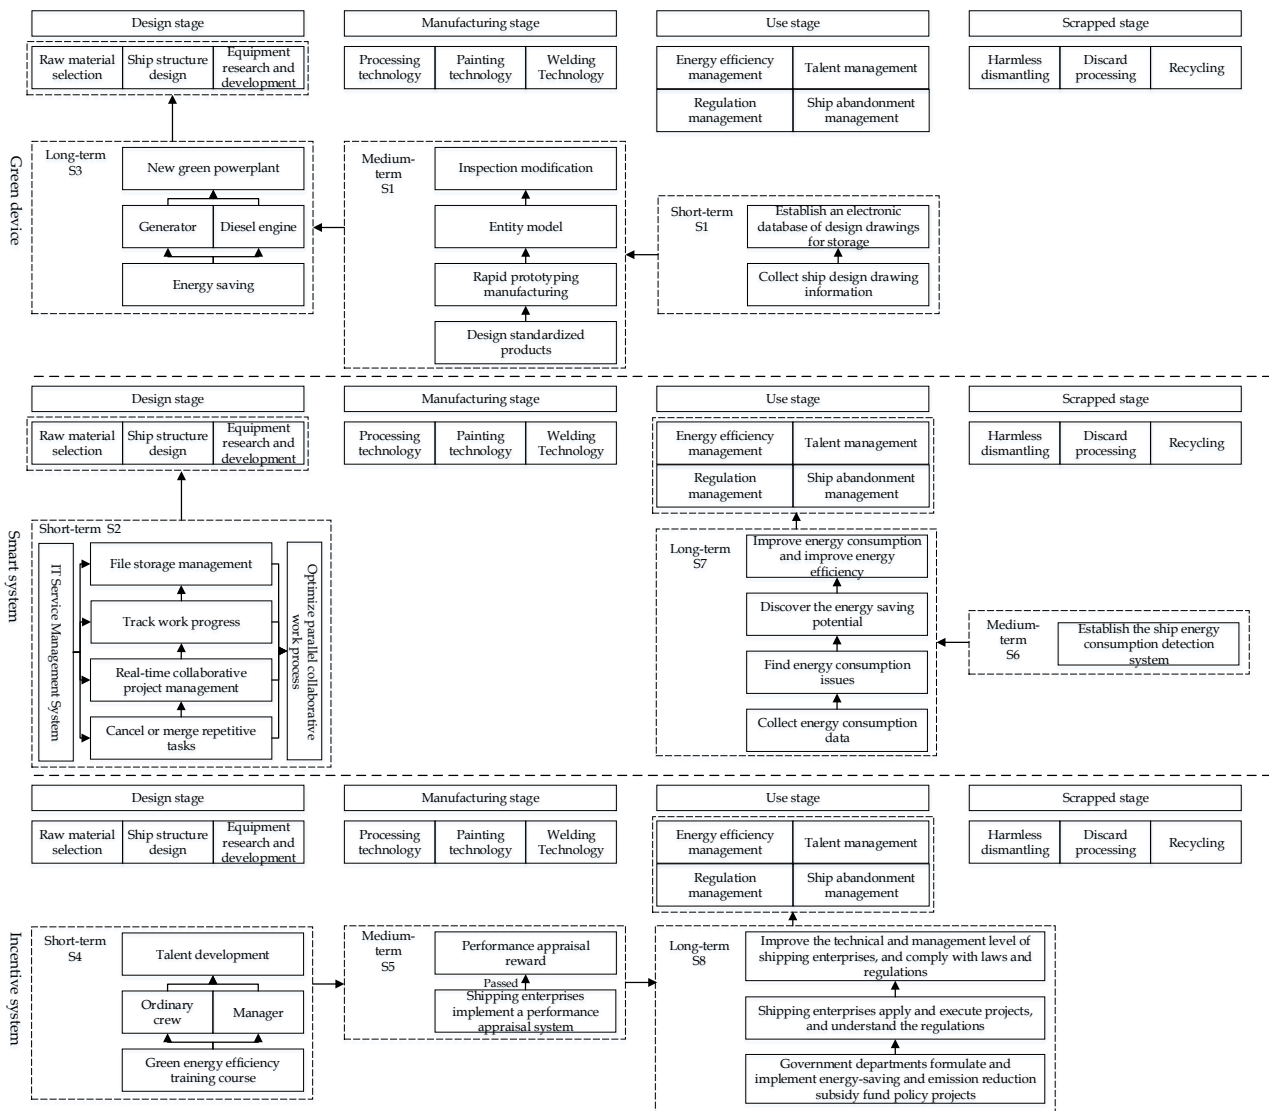 Design stage
Manufacturing stage
Use stage
Scrapped stage
Raw material
selection
Ship structure
design
Equipment
research and
development
Processing
technology
Painting
technology
Welding
Technology
Energy efficiency
management
Talent management
Regulation
management
Ship abandonment
management
Harmless
dismantling
Discard
processing
Recycling
Green device
Long-term
S3
New green powerplant
Generator
Diesel engine
Energy saving
Medium-
term
S1
Inspection modification
Entity model
Rapid prototyping
manufacturing
Design standardized
products
Short-term
S1
Establish an electronic
database of design drawings
for storage
Collect ship design drawing
information
Design stage
Manufacturing stage
Use stage
Scrapped stage
Raw material
selection
Ship structure
design
Equipment
research and
development
Processing
technology
Painting
technology
Welding
Technology
Energy efficiency
management
Talent management
Regulation
management
Ship abandonment
management
Harmless
dismantling
Discard
processing
Recycling
Smart system
Short-term S2
IT Service Management System
File storage management
Track work progress
Real-time collaborative
project management
Cancel or merge repetitive
tasks
Optimize parallel collaborative
work process
Long-term
S7
Improve energy consumption
and improve energy
efficiency
Discover the energy saving
potential
Find energy consumption
issues
Collect energy consumption
data
Medium-
term
S6
Establish the ship energy
consumption detection
system
Design stage
Manufacturing stage
Use stage
Scrapped stage
Raw material
selection
Ship structure
design
Equipment
research and
development
Processing
technology
Painting
technology
Welding
Technology
Energy efficiency
management
Talent management
Regulation
management
Ship abandonment
management
Harmless
dismantling
Discard
processing
Recycling
Incentive system
Short-term
S4
Talent development
Ordinary
crew
Manager
Green energy efficiency
training course
Medium-
term
S5
Performance appraisal
reward
Passed
Shipping enterprises
implement a performance
appraisal system
Long-term
S8
Improve the technical and management level of
shipping enterprises, and comply with laws and
regulations
Shipping enterprises apply and execute projects,
and understand the regulations
Government departments formulate and
implement energy-saving and emission reduction
subsidy fund policy projects